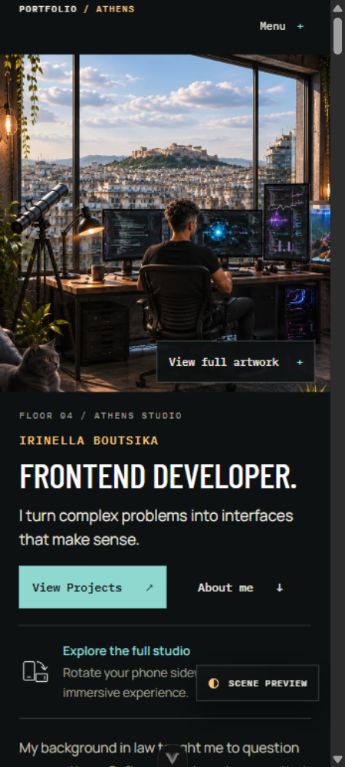 PORTFOLIO / ATHENS
Menu +
View full artwork +
FLOOR 04 / ATHENS STUDIO
IRINELLA BOUTSIKA
FRONTEND DEVELOPER.
I turn complex problems into interfaces
that make sense.
View Projects ↗
About me ↓
Explore the full studio
Rotate your phone
SCENE PREVIEW
immersive experience.
My background in law me to question